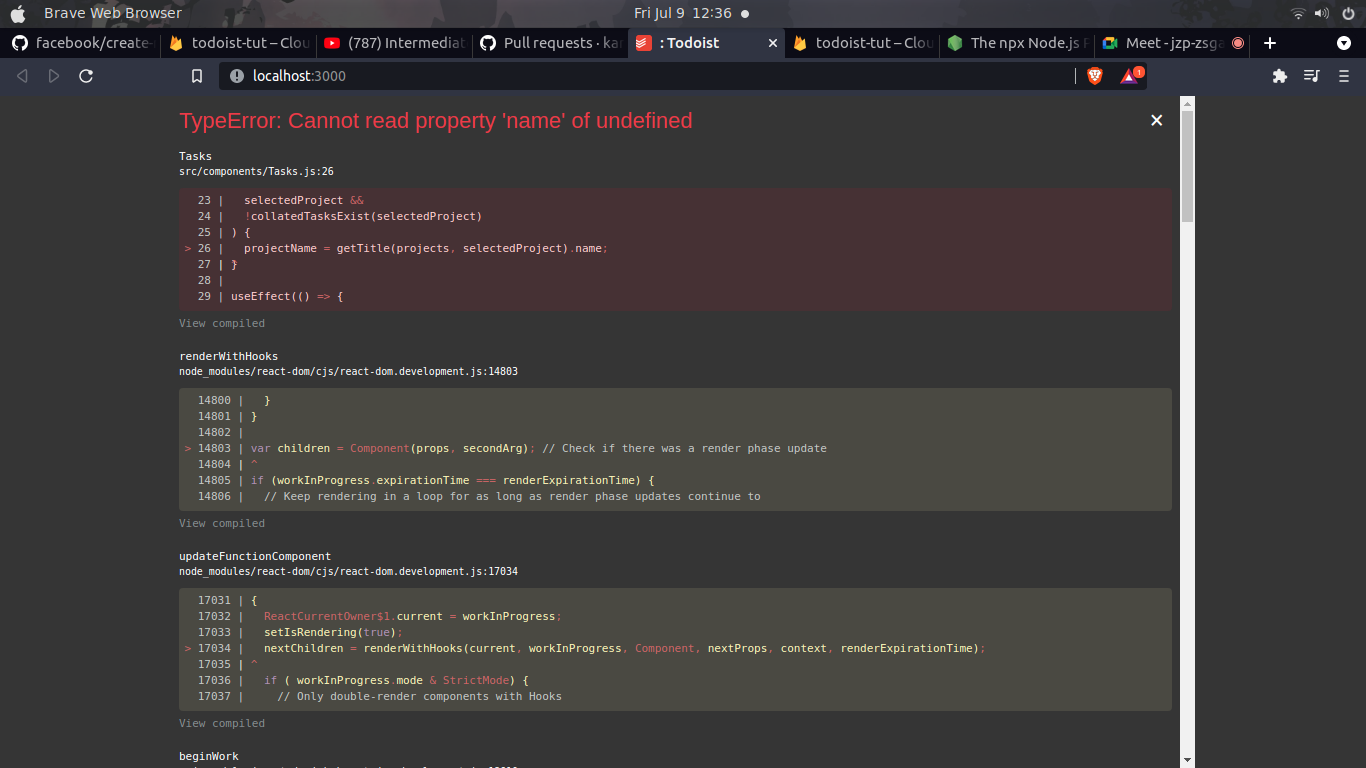 Brave Web Browser
Fri Jul 9 12:36
facebook/create-
todoist-tut – Clou
(787) Intermediat
Pull requests · kar
: Todoist
todoist-tut – Clou
The npx Node.js P
Meet - jzp-zsga
localhost:3000
1
TypeError: Cannot read property 'name' of undefined
Tasks
src/components/Tasks.js:26
23 | selectedProject &&
24 | !collatedTasksExist(selectedProject)
25 | ) {
> 26 | projectName = getTitle(projects, selectedProject).name;
27 | }
28 |
29 | useEffect(() => {
View compiled
renderWithHooks
node_modules/react-dom/cjs/react-dom.development.js:14803
14800 | }
14801 | }
14802 |
> 14803 | var children = Component(props, secondArg); // Check if there was a render phase update
14804 | ^
14805 | if (workInProgress.expirationTime === renderExpirationTime) {
14806 | // Keep rendering in a loop for as long as render phase updates continue to
View compiled
updateFunctionComponent
node_modules/react-dom/cjs/react-dom.development.js:17034
17031 | {
17032 | ReactCurrentOwner$1.current = workInProgress;
17033 | setIsRendering(true);
> 17034 | nextChildren = renderWithHooks(current, workInProgress, Component, nextProps, context, renderExpirationTime);
17035 | ^
17036 | if ( workInProgress.mode & StrictMode) {
17037 | // Only double-render components with Hooks
View compiled
beginWork